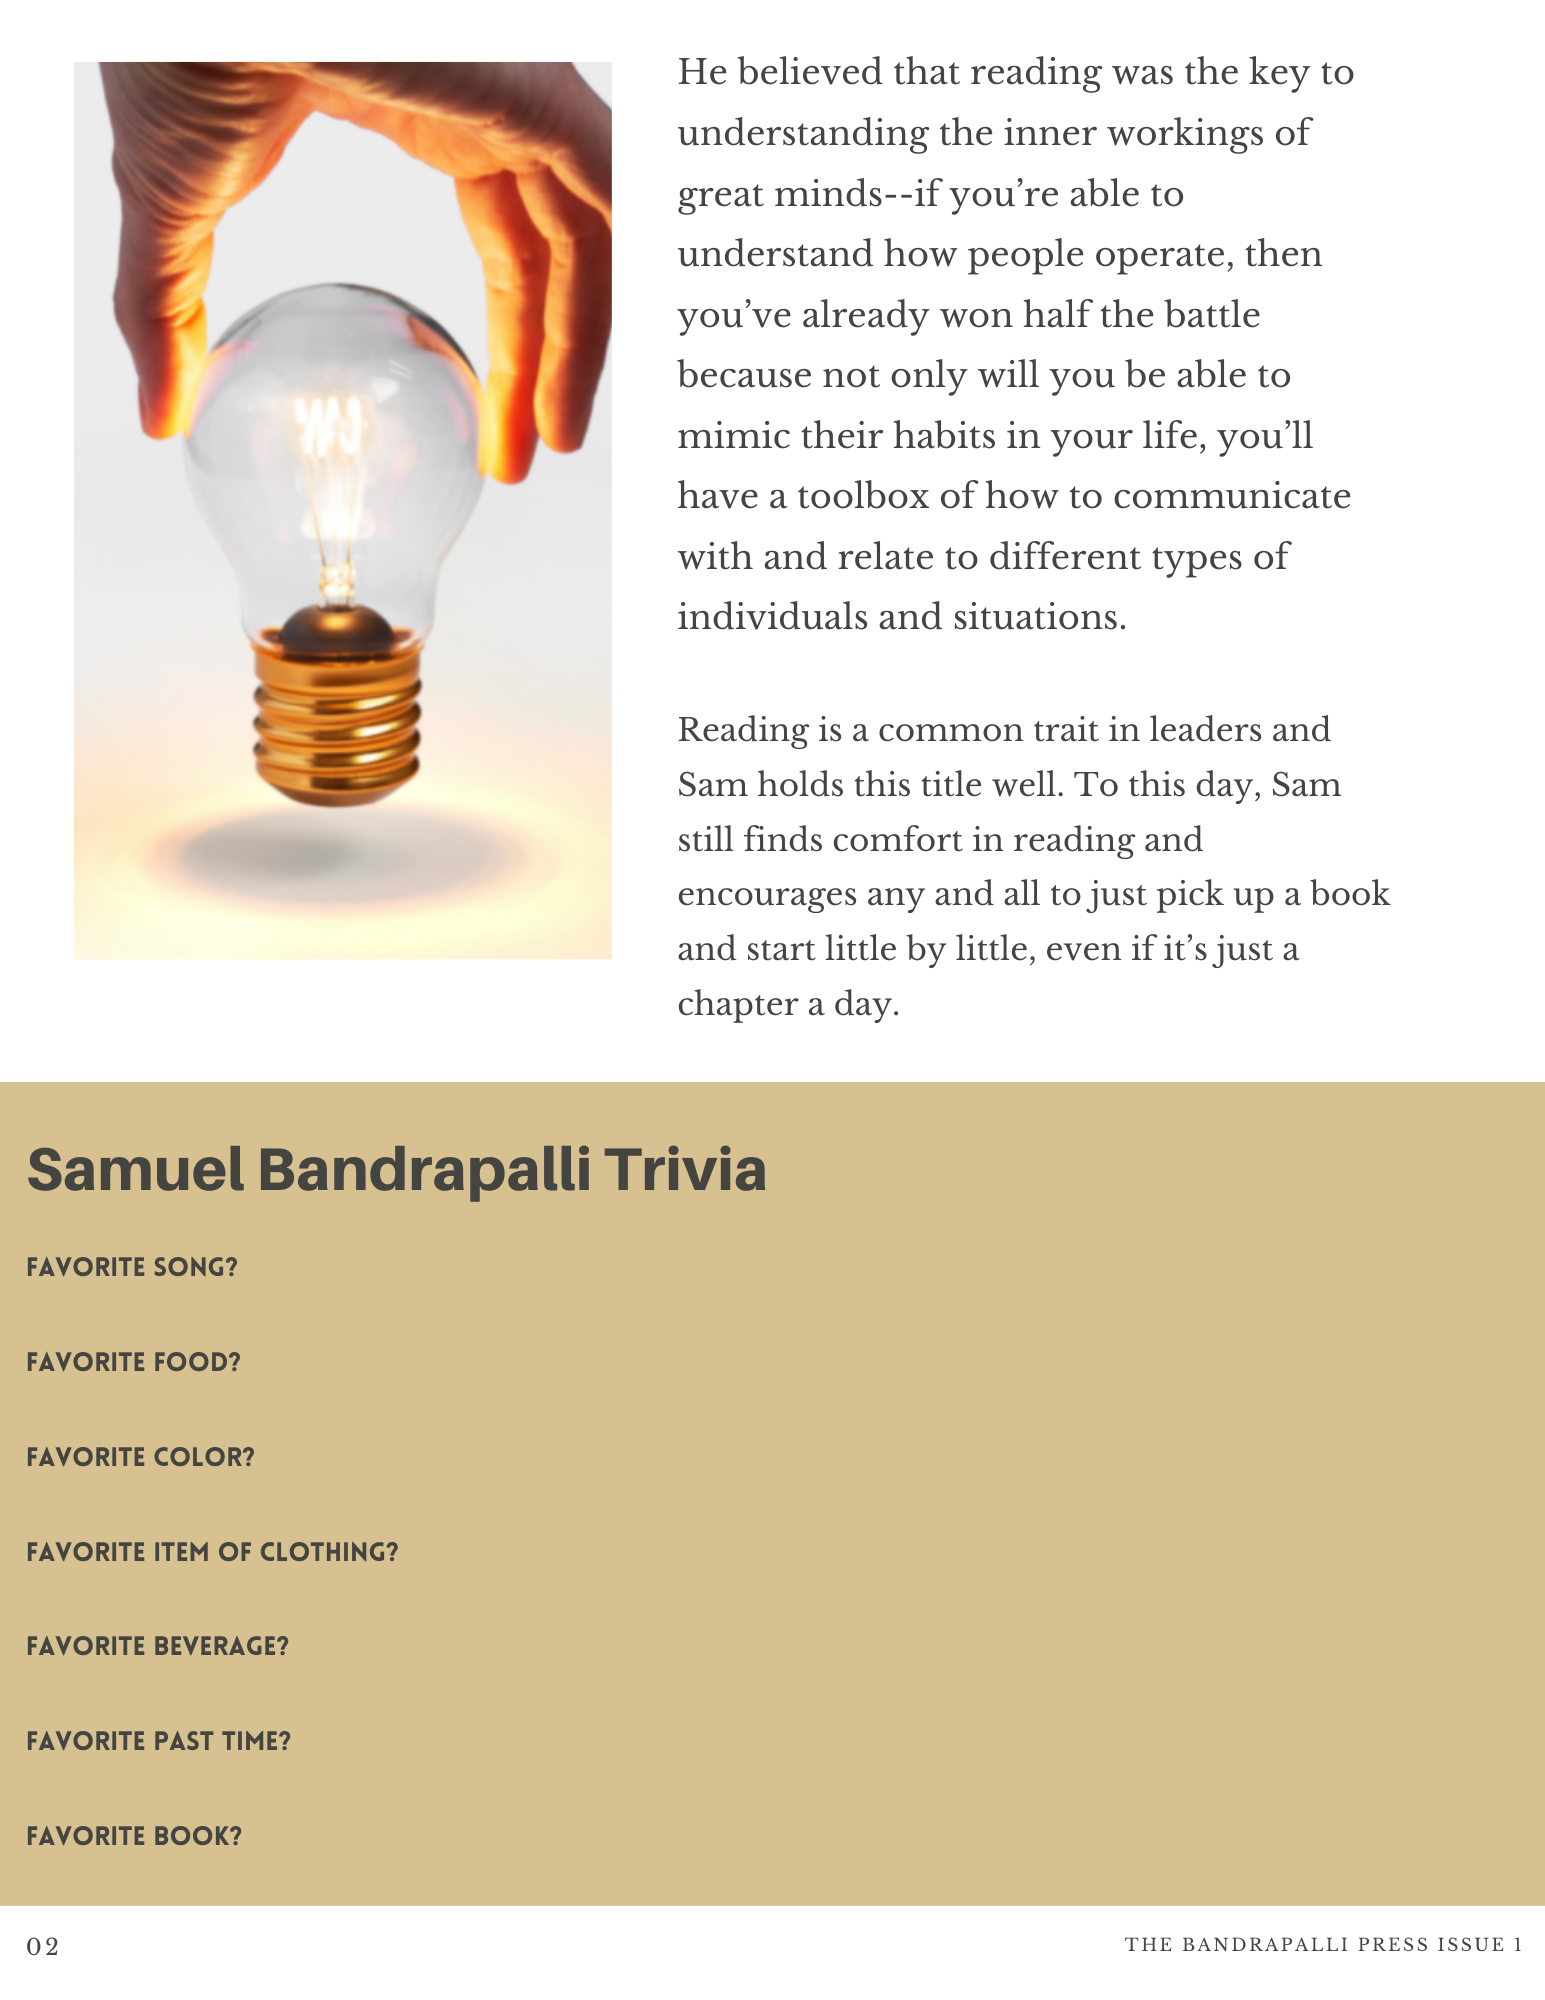 He believed that reading was the key to
understanding the inner workings of
great minds--if you’re able to
understand how people operate, then
you’ve already won half the battle
because not only will you be able to
mimic their habits in your life, you’ll
have a toolbox of how to communicate
with and relate to different types of
individuals and situations.
Reading is a common trait in leaders and
Sam holds this title well. To this day, Sam
still finds comfort in reading and
encourages any and all to just pick up a book
and start little by little, even if it’s just a
chapter a day.
Samuel Bandrapalli Trivia
FAVORITE SONG?
FAVORITE FOOD?
FAVORITE COLOR?
FAVORITE ITEM OF CLOTHING?
FAVORITE BEVERAGE?
FAVORITE PAST TIME?
FAVORITE BOOK?
02
THE BANDRAPALLI PRESS ISSUE 1